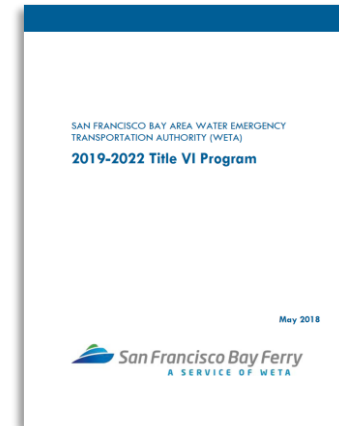 SAN FRANCISCO BAY AREA WATER EMERGENCY
TRANSPORTATION AUTHORITY (WETA)
2019-2022 Title VI Program
May 2018
San Francisco Bay Ferry
A SERVICE OF WETA